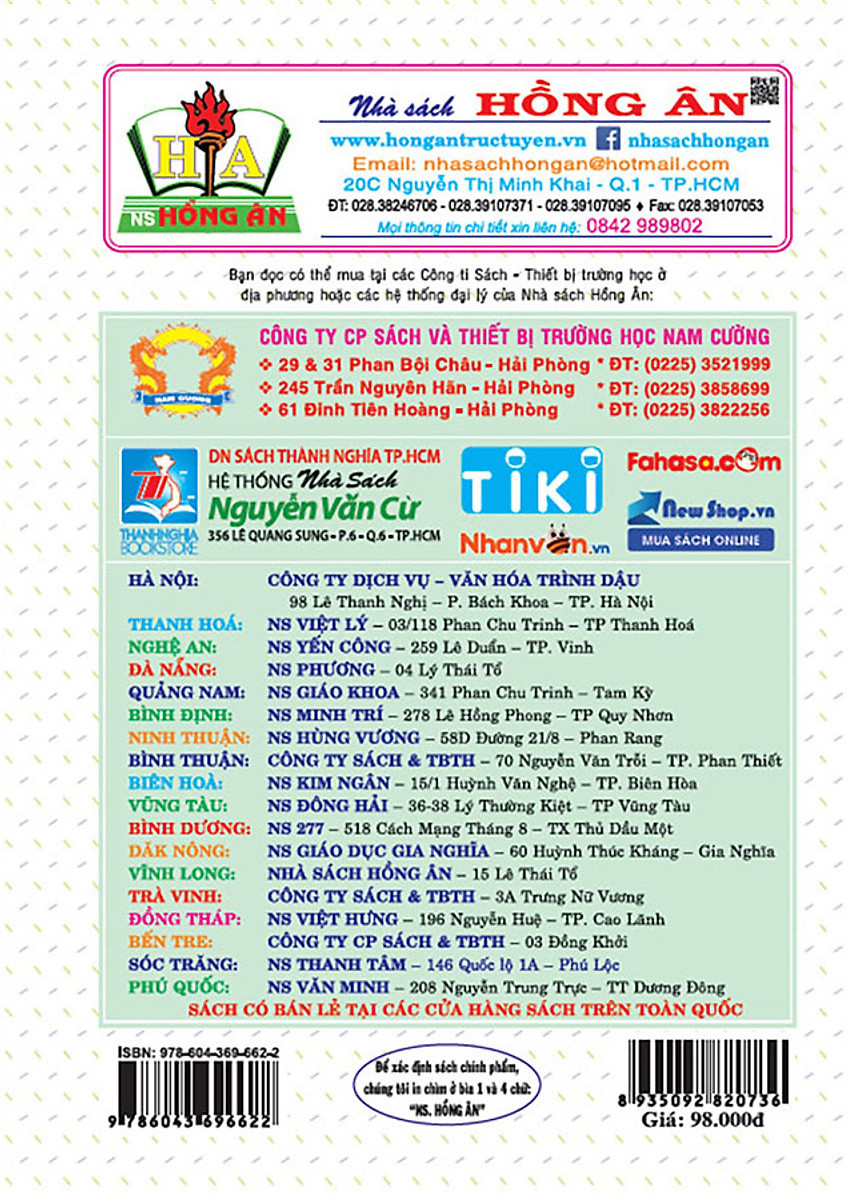 HA
NS HỒNG ÂN
Nhà sách HỒNG ÂN
www.hongantructuyen.vn f nhasachhongan
Email: nhasachhongan@hotmail.com
20C Nguyễn Thị Minh Khai - Q.1 - TP.HCM
ĐT: 028.38246706 - 028.39107371 - 028.39107095 ♦ Fax: 028.39107053
Mọi thông tin chi tiết xin liên hệ: 0842 989802
Bạn đọc có thể mua tại các Công ti Sách - Thiết bị trường học ở
địa phương hoặc các hệ thống đại lý của Nhà sách Hồng Ân:
NAM CUONG
CÔNG TY CP SÁCH VÀ THIẾT BỊ TRƯỜNG HỌC NAM CƯỜNG
❖ 29 & 31 Phan Bội Châu - Hải Phòng * ĐT: (0225) 3521999
❖ 245 Trần Nguyên Hãn - Hải Phòng * ĐT: (0225) 3858699
❖ 61 Đinh Tiên Hoàng - Hải Phòng * ĐT: (0225) 3822256
THANHNGHIA
BOOKSTORE
DN SÁCH THÀNH NGHĨA TP.HCM
HỆ THỐNG Nhà Sách
Nguyễn Văn Cừ
356 LÊ QUANG SUNG - P.6 - Q.6 - TP.HCM
TIKI
Nhanvăn.vn
Fahasa.com
NewShop.vn
MUA SÁCH ONLINE
HÀ NỘI: CÔNG TY DỊCH VỤ – VĂN HÓA TRÌNH DẬU
98 Lê Thanh Nghị – P. Bách Khoa – TP. Hà Nội
THANH HOÁ: NS VIỆT LÝ – 03/118 Phan Chu Trinh – TP Thanh Hoá
NGHỆ AN: NS YẾN CÔNG – 259 Lê Duẩn – TP. Vinh
ĐÀ NẴNG: NS PHƯƠNG – 04 Lý Thái Tổ
QUẢNG NAM: NS GIÁO KHOA – 341 Phan Chu Trinh – Tam Kỳ
BÌNH ĐỊNH: NS MINH TRÍ – 278 Lê Hồng Phong – TP Quy Nhơn
NINH THUẬN: NS HÙNG VƯƠNG – 58D Đường 21/8 – Phan Rang
BÌNH THUẬN: CÔNG TY SÁCH & TBTH – 70 Nguyễn Văn Trỗi – TP. Phan Thiết
BIÊN HOÀ: NS KIM NGÂN – 15/1 Huỳnh Văn Nghệ – TP. Biên Hòa
VŨNG TÀU: NS ĐÔNG HẢI – 36-38 Lý Thường Kiệt – TP Vũng Tàu
BÌNH DƯƠNG: NS 277 – 518 Cách Mạng Tháng 8 – TX Thủ Dầu Một
DĂK NÔNG: NS GIÁO DỤC GIA NGHĨA – 60 Huỳnh Thúc Kháng – Gia Nghĩa
VĨNH LONG: NHÀ SÁCH HỒNG ÂN – 15 Lê Thái Tổ
TRÀ VINH: CÔNG TY SÁCH & TBTH – 3A Trưng Nữ Vương
ĐỒNG THÁP: NS VIỆT HƯNG – 196 Nguyễn Huệ – TP. Cao Lãnh
BẾN TRE: CÔNG TY CP SÁCH & TBTH – 03 Đồng Khởi
SÓC TRĂNG: NS THANH TÂM – 146 Quốc lộ 1A – Phú Lộc
PHÚ QUỐC: NS VĂN MINH – 208 Nguyễn Trung Trực – TT Dương Đông
SÁCH CÓ BÁN LẺ TẠI CÁC CỬA HÀNG SÁCH TRÊN TOÀN QUỐC
ISBN: 978-604-369-662-2
9 786043 696622
Để xác định sách chính phẩm,
chúng tôi in chìm ở bìa 1 và 4 chữ:
"NS. HỒNG ÂN"
8 935092 820736
Giá: 98.000đ